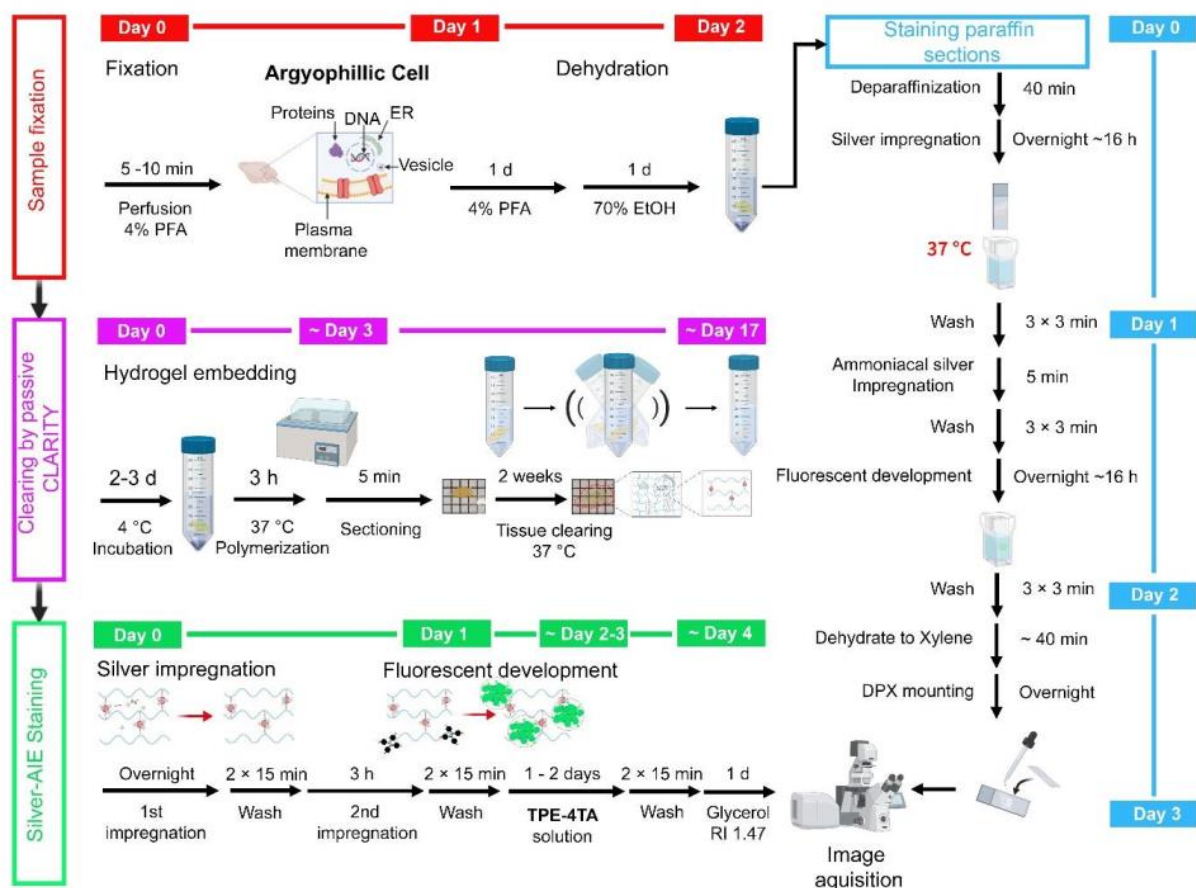 Sample fixation
Day 0
Day 1
Day 2
Fixation
Argyophillic Cell
Dehydration
Proteins
DNA
ER
Vesicle
Plasma
membrane
5 -10 min
Perfusion
4% PFA
1 d
4% PFA
1 d
70% EtOH
Clearing by passive
CLARITY
Day 0
~ Day 3
~ Day 17
Hydrogel embedding
2-3 d
4 °C
Incubation
3 h
37 °C
Polymerization
5 min
Sectioning
2 weeks
Tissue clearing
37 °C
Silver-AIE Staining
Day 0
Day 1
~ Day 2-3
~ Day 4
Silver impregnation
Fluorescent development
Overnight
1st
impregnation
2 × 15 min
Wash
3 h
2nd
impregnation
2 × 15 min
Wash
1 - 2 days
TPE-4TA
solution
2 × 15 min
Wash
1 d
Glycerol
RI 1.47
Staining paraffin
sections
Day 0
Deparaffinization 40 min
Silver impregnation Overnight ~16 h
37 °C
Wash 3 × 3 min
Day 1
Ammoniacal silver
Impregnation
5 min
Wash 3 × 3 min
Fluorescent development Overnight ~16 h
Wash 3 × 3 min
Day 2
Dehydrate to Xylene ~ 40 min
DPX mounting Overnight
Day 3
Image
aquisition